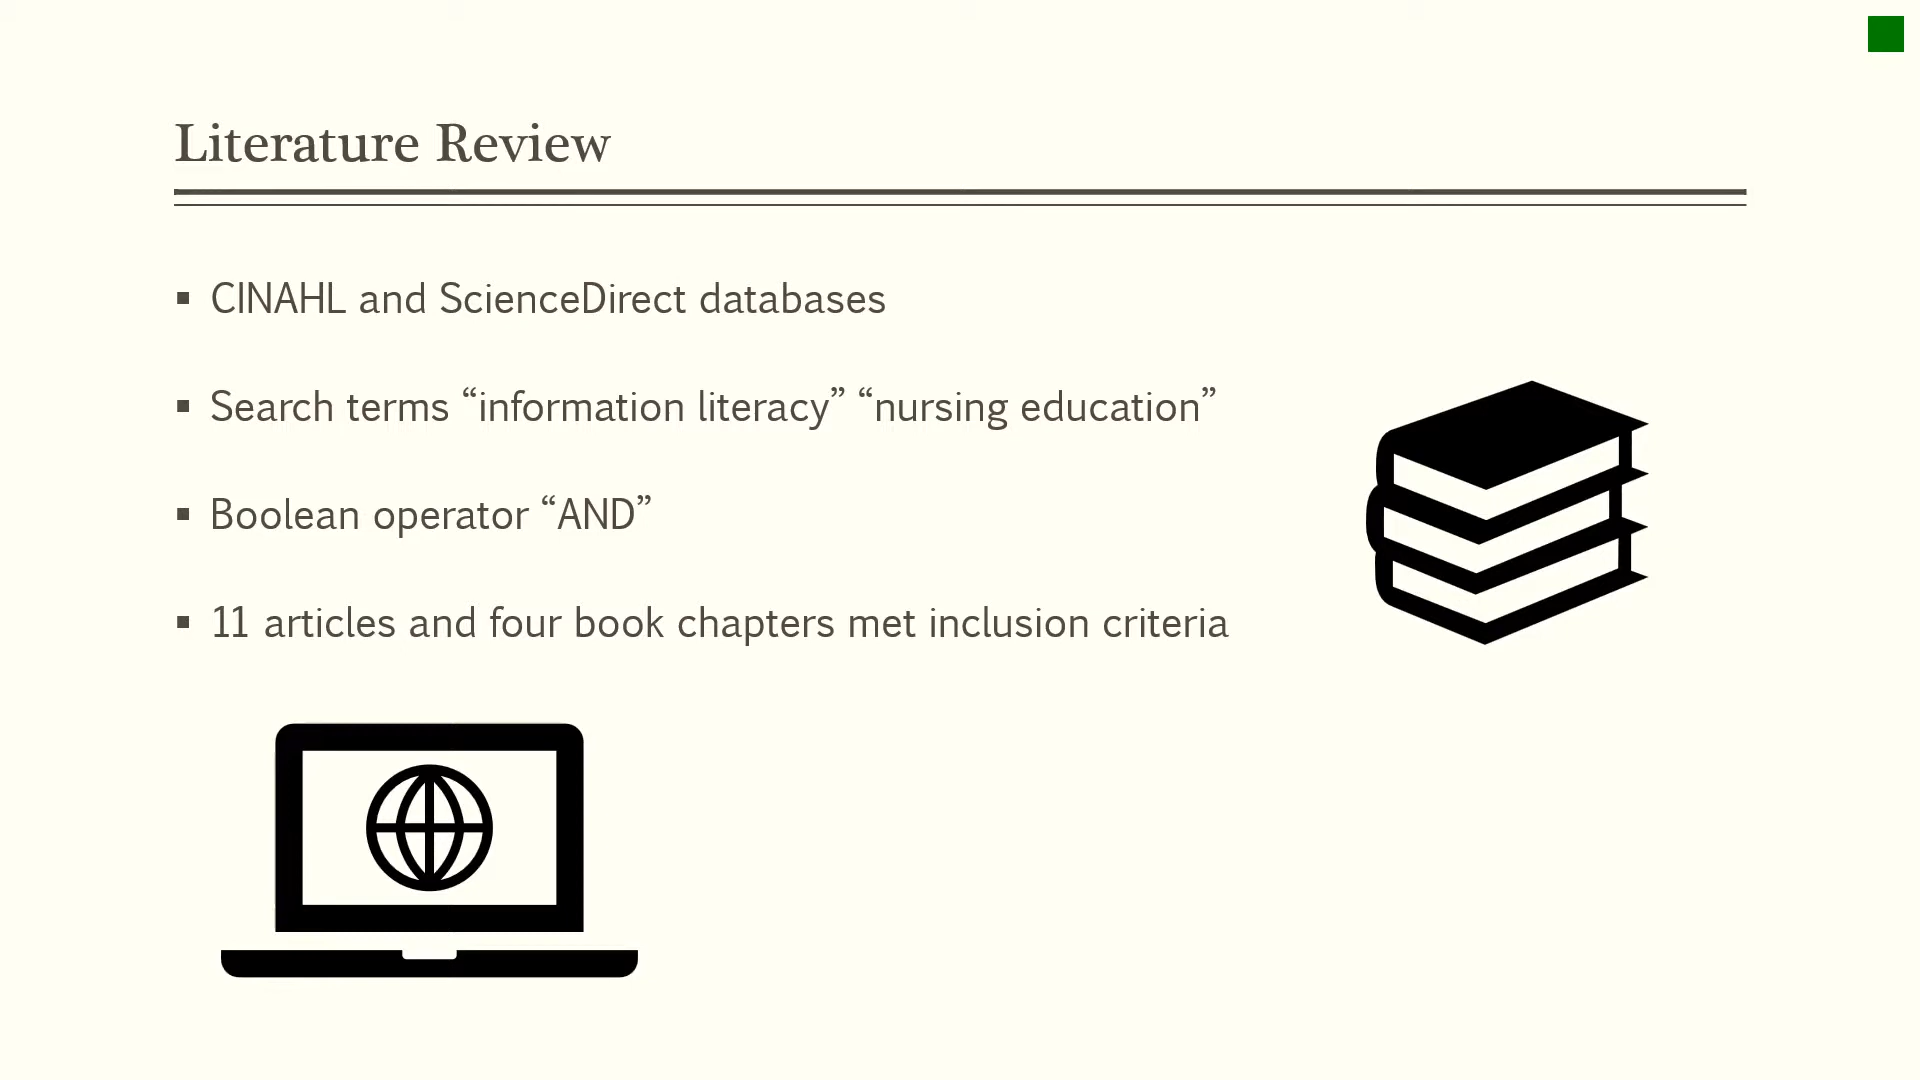 Literature Review
▪ CINAHL and ScienceDirect databases
▪ Search terms “information literacy” “nursing education”
▪ Boolean operator “AND”
▪ 11 articles and four book chapters met inclusion criteria